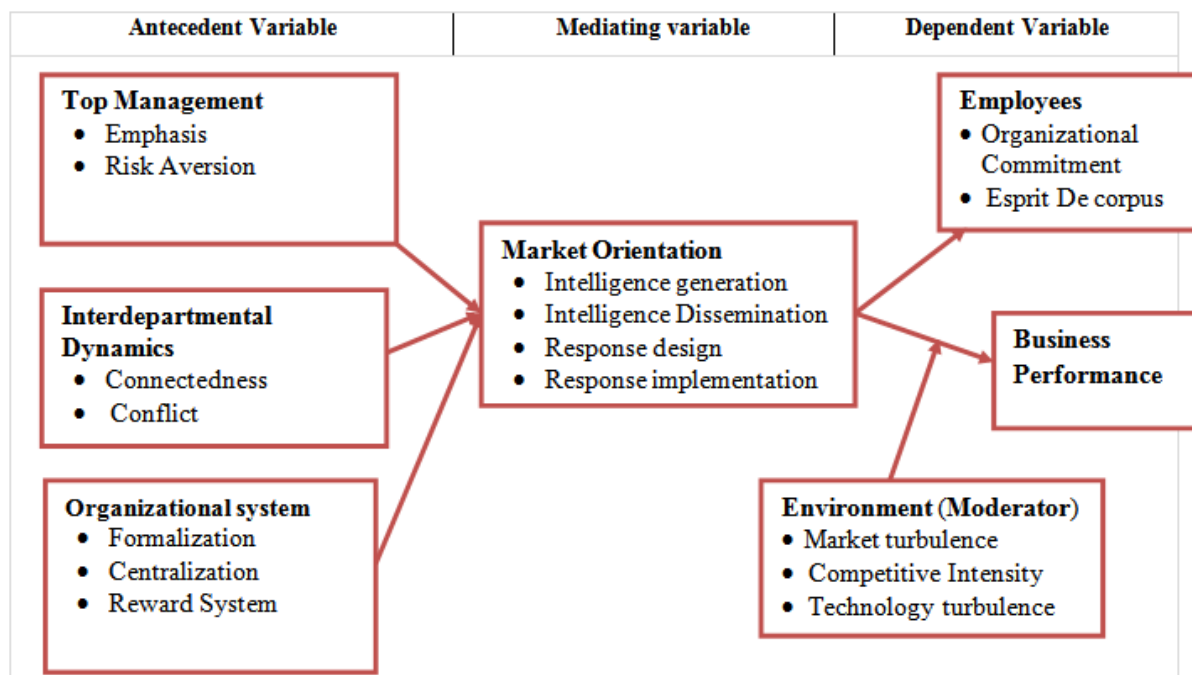 Antecedent Variable
Mediating variable
Dependent Variable
Top Management
• Emphasis
• Risk Aversion
Interdepartmental
Dynamics
• Connectedness
• Conflict
Organizational system
• Formalization
• Centralization
• Reward System
Market Orientation
• Intelligence generation
• Intelligence Dissemination
• Response design
• Response implementation
Employees
• Organizational
Commitment
• Esprit De corpus
Business
Performance
Environment (Moderator)
• Market turbulence
• Competitive Intensity
• Technology turbulence